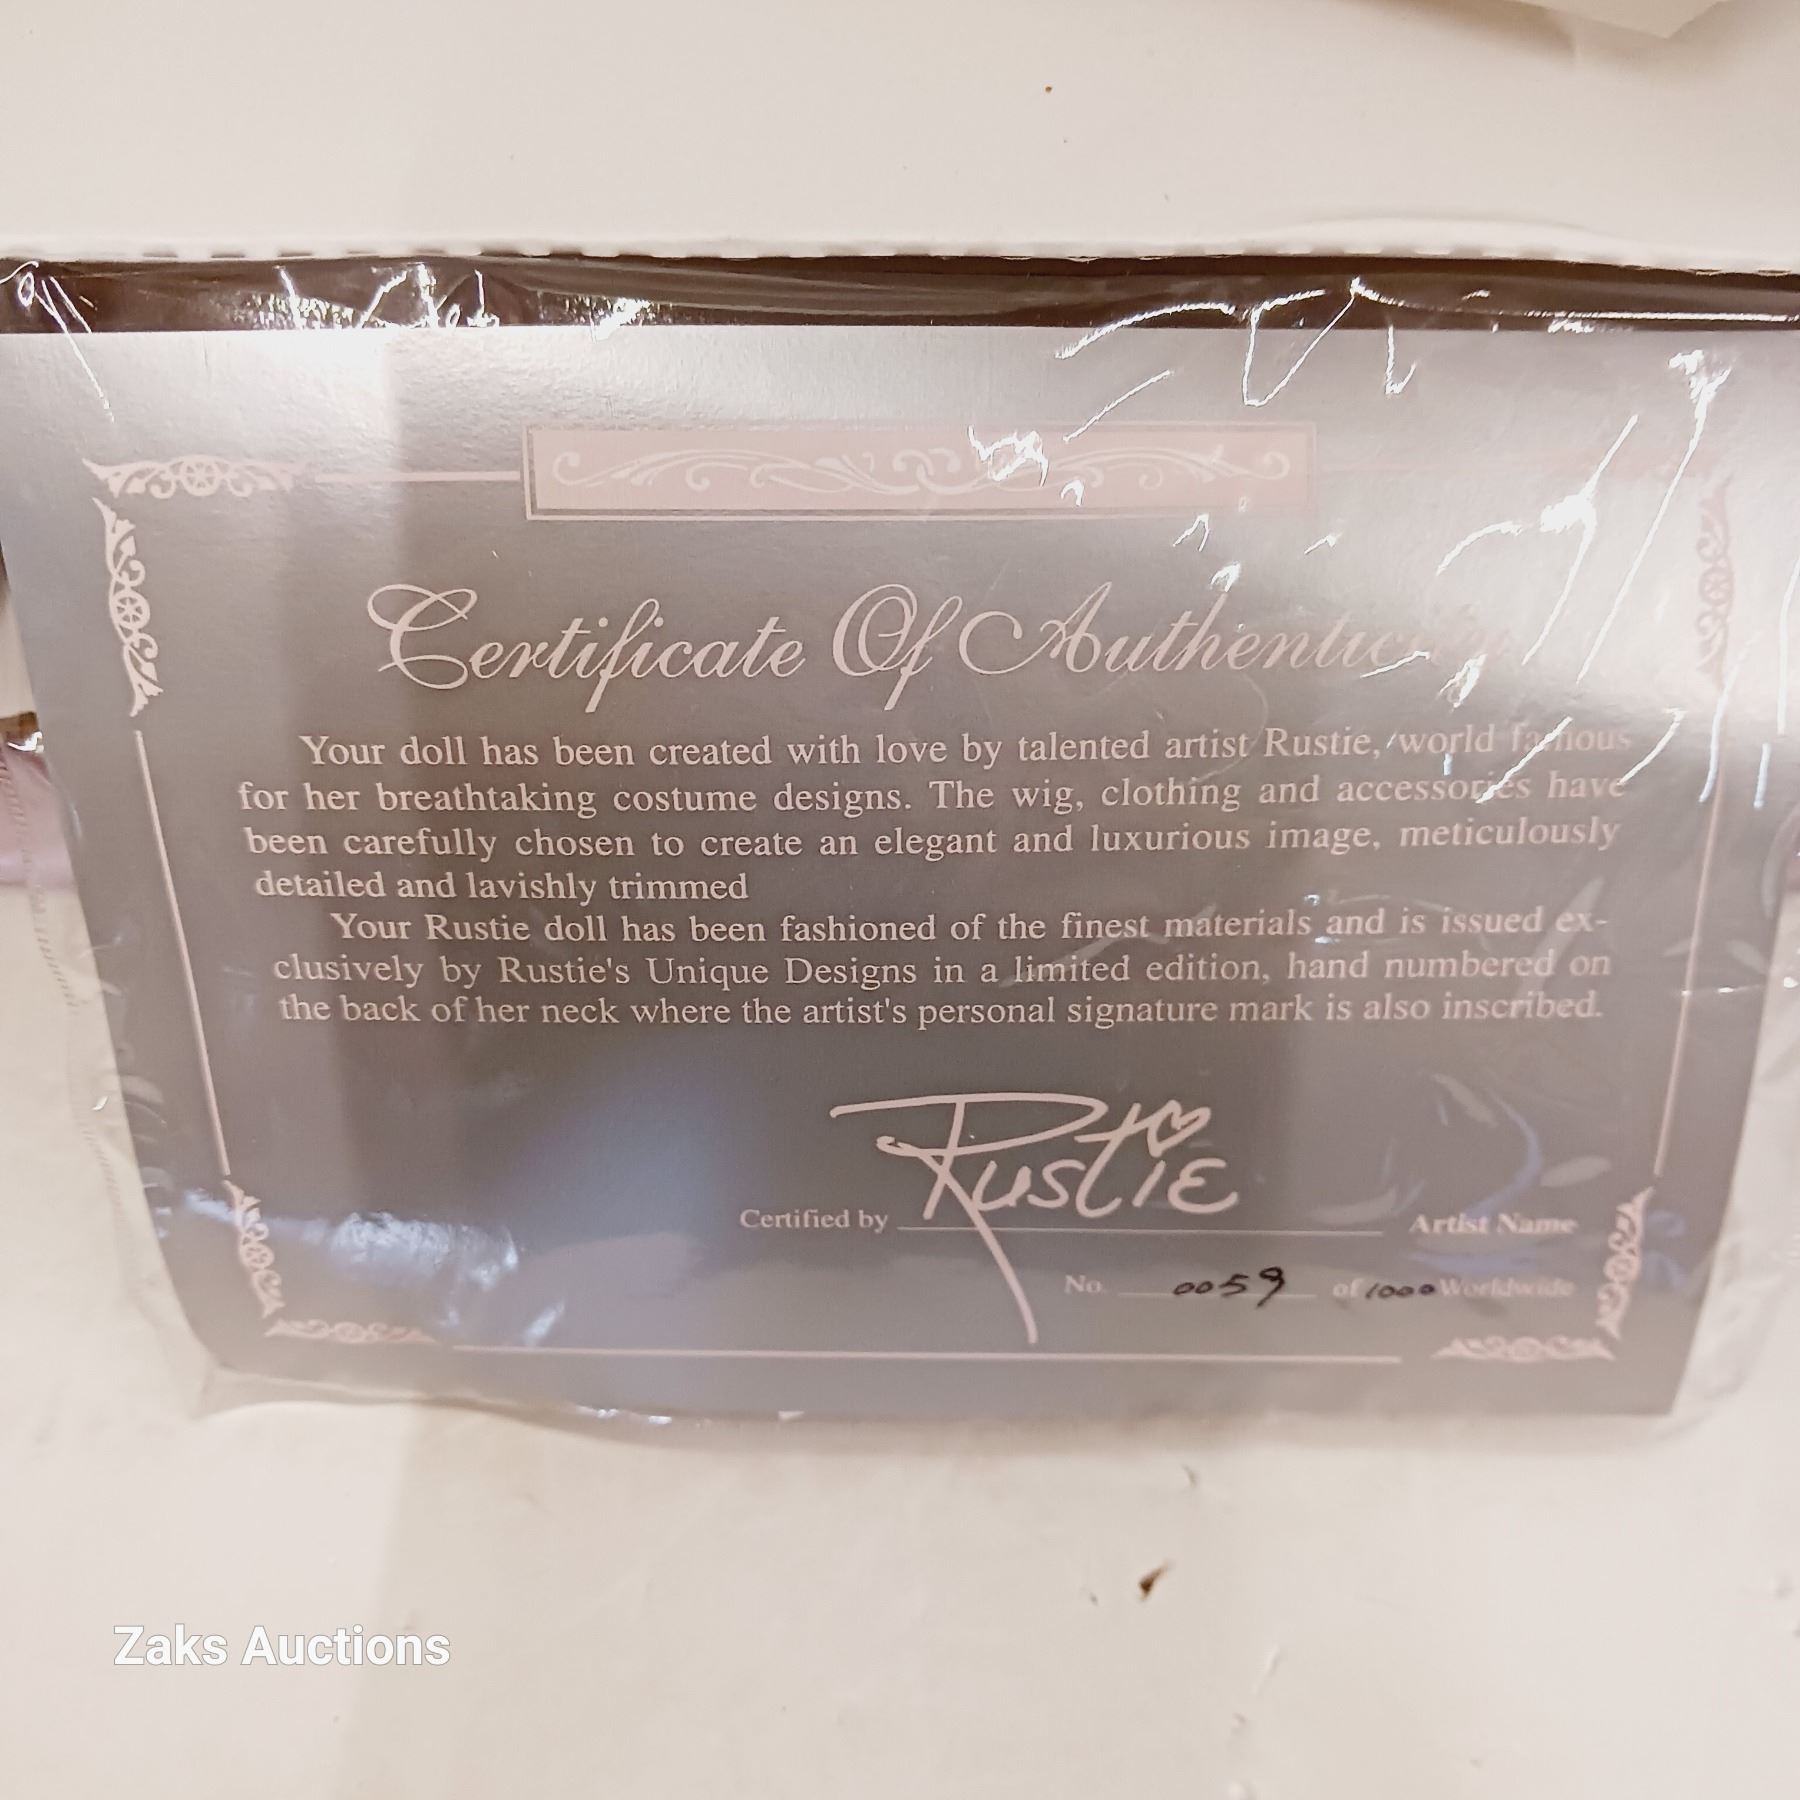 Certificate Of Authenticity
Your doll has been created with love by talented artist Rustie, world famous
for her breathtaking costume designs. The wig, clothing and accessories have
been carefully chosen to create an elegant and luxurious image, meticulously
detailed and lavishly trimmed
Your Rustie doll has been fashioned of the finest materials and is issued ex-
clusively by Rustie's Unique Designs in a limited edition, hand numbered on
the back of her neck where the artist's personal signature mark is also inscribed.
Certified by Rustie Artist Name
No. 0059 of 1000 Worldwide
Zaks Auctions